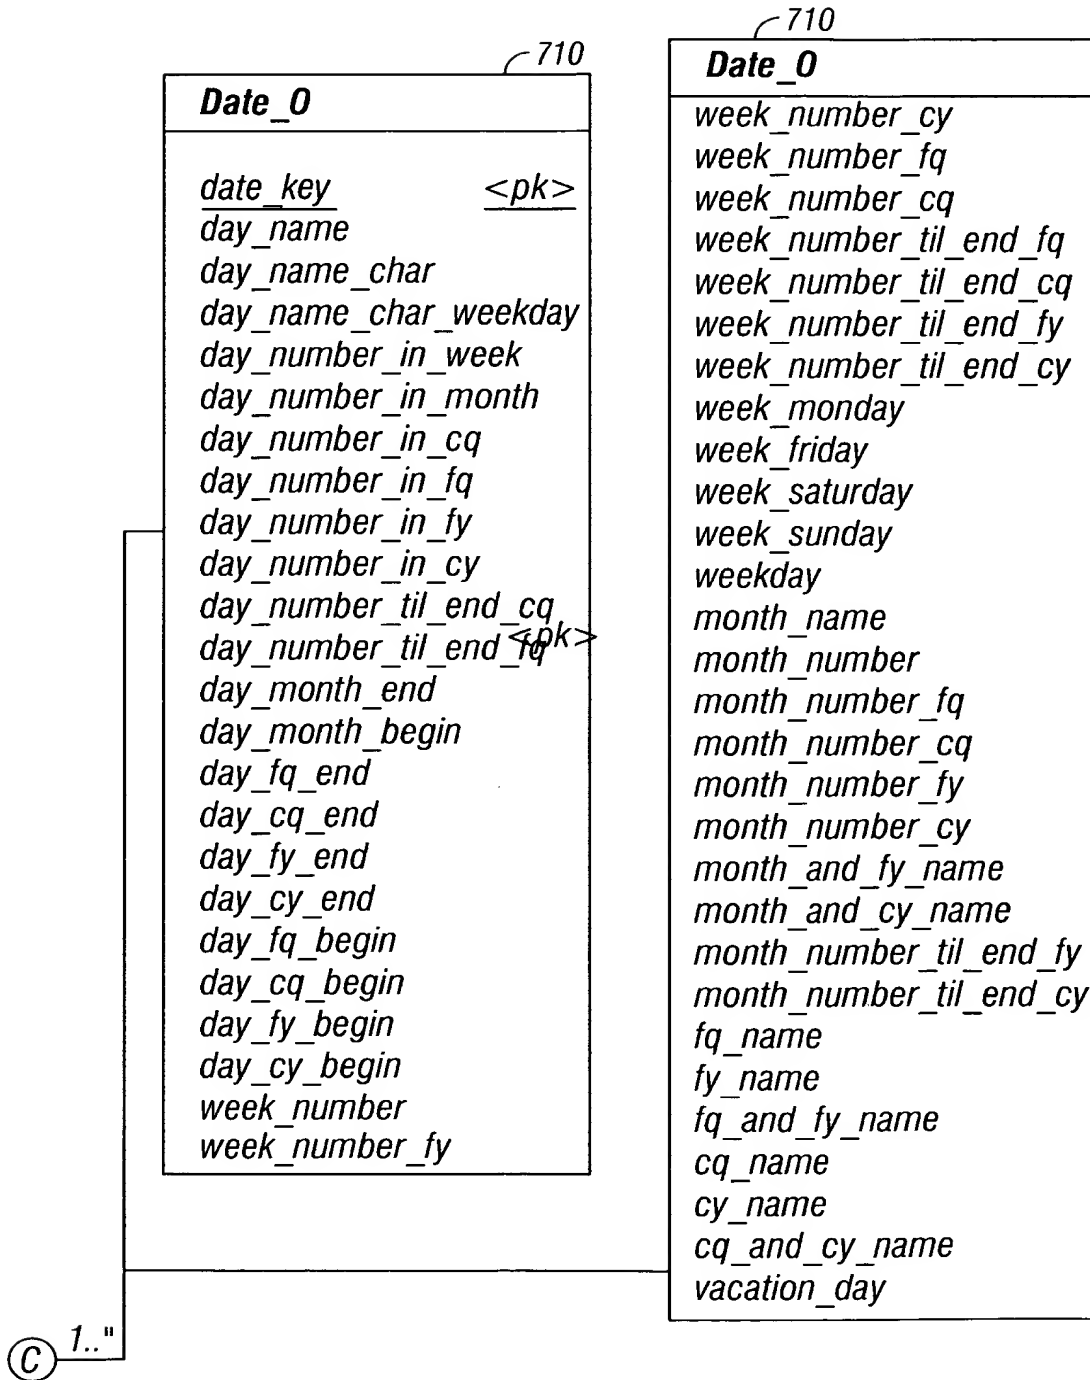 710
Date_0
date_key <pk>
day_name
day_name_char
day_name_char_weekday
day_number_in_week
day_number_in_month
day_number_in_cq
day_number_in_fq
day_number_in_fy
day_number_in_cy
day_number_til_end_cq
day_number_til_end_fq <pk>
day_month_end
day_month_begin
day_fq_end
day_cq_end
day_fy_end
day_cy_end
day_fq_begin
day_cq_begin
day_fy_begin
day_cy_begin
week_number
week_number_fy
710
Date_0
week_number_cy
week_number_fq
week_number_cq
week_number_til_end_fq
week_number_til_end_cq
week_number_til_end_fy
week_number_til_end_cy
week_monday
week_friday
week_saturday
week_sunday
weekday
month_name
month_number
month_number_fq
month_number_cq
month_number_fy
month_number_cy
month_and_fy_name
month_and_cy_name
month_number_til_end_fy
month_number_til_end_cy
fq_name
fy_name
fq_and_fy_name
cq_name
cy_name
cq_and_cy_name
vacation_day
C 1.."